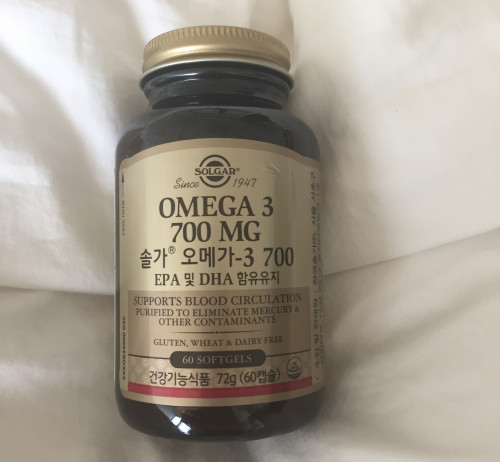 SOLGAR®
Since 1947
OMEGA 3
700 MG
솔가® 오메가-3 700
EPA 및 DHA 함유유지
SUPPORTS BLOOD CIRCULATION
PURIFIED TO ELIMINATE MERCURY &
OTHER CONTAMINANTS
GLUTEN, WHEAT & DAIRY FREE
60 SOFTGELS
건강기능식품 72g (60캡슐)